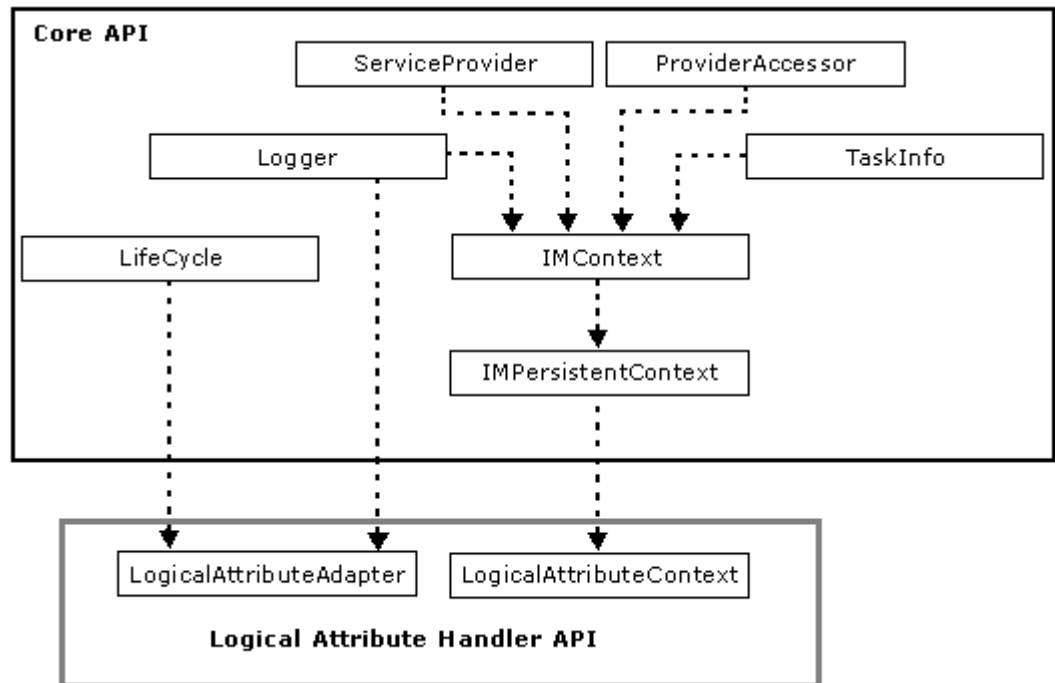 Core API
ServiceProvider
ProviderAccessor
Logger
TaskInfo
LifeCycle
IMContext
IMPersistentContext
LogicalAttributeAdapter
LogicalAttributeContext
Logical Attribute Handler API